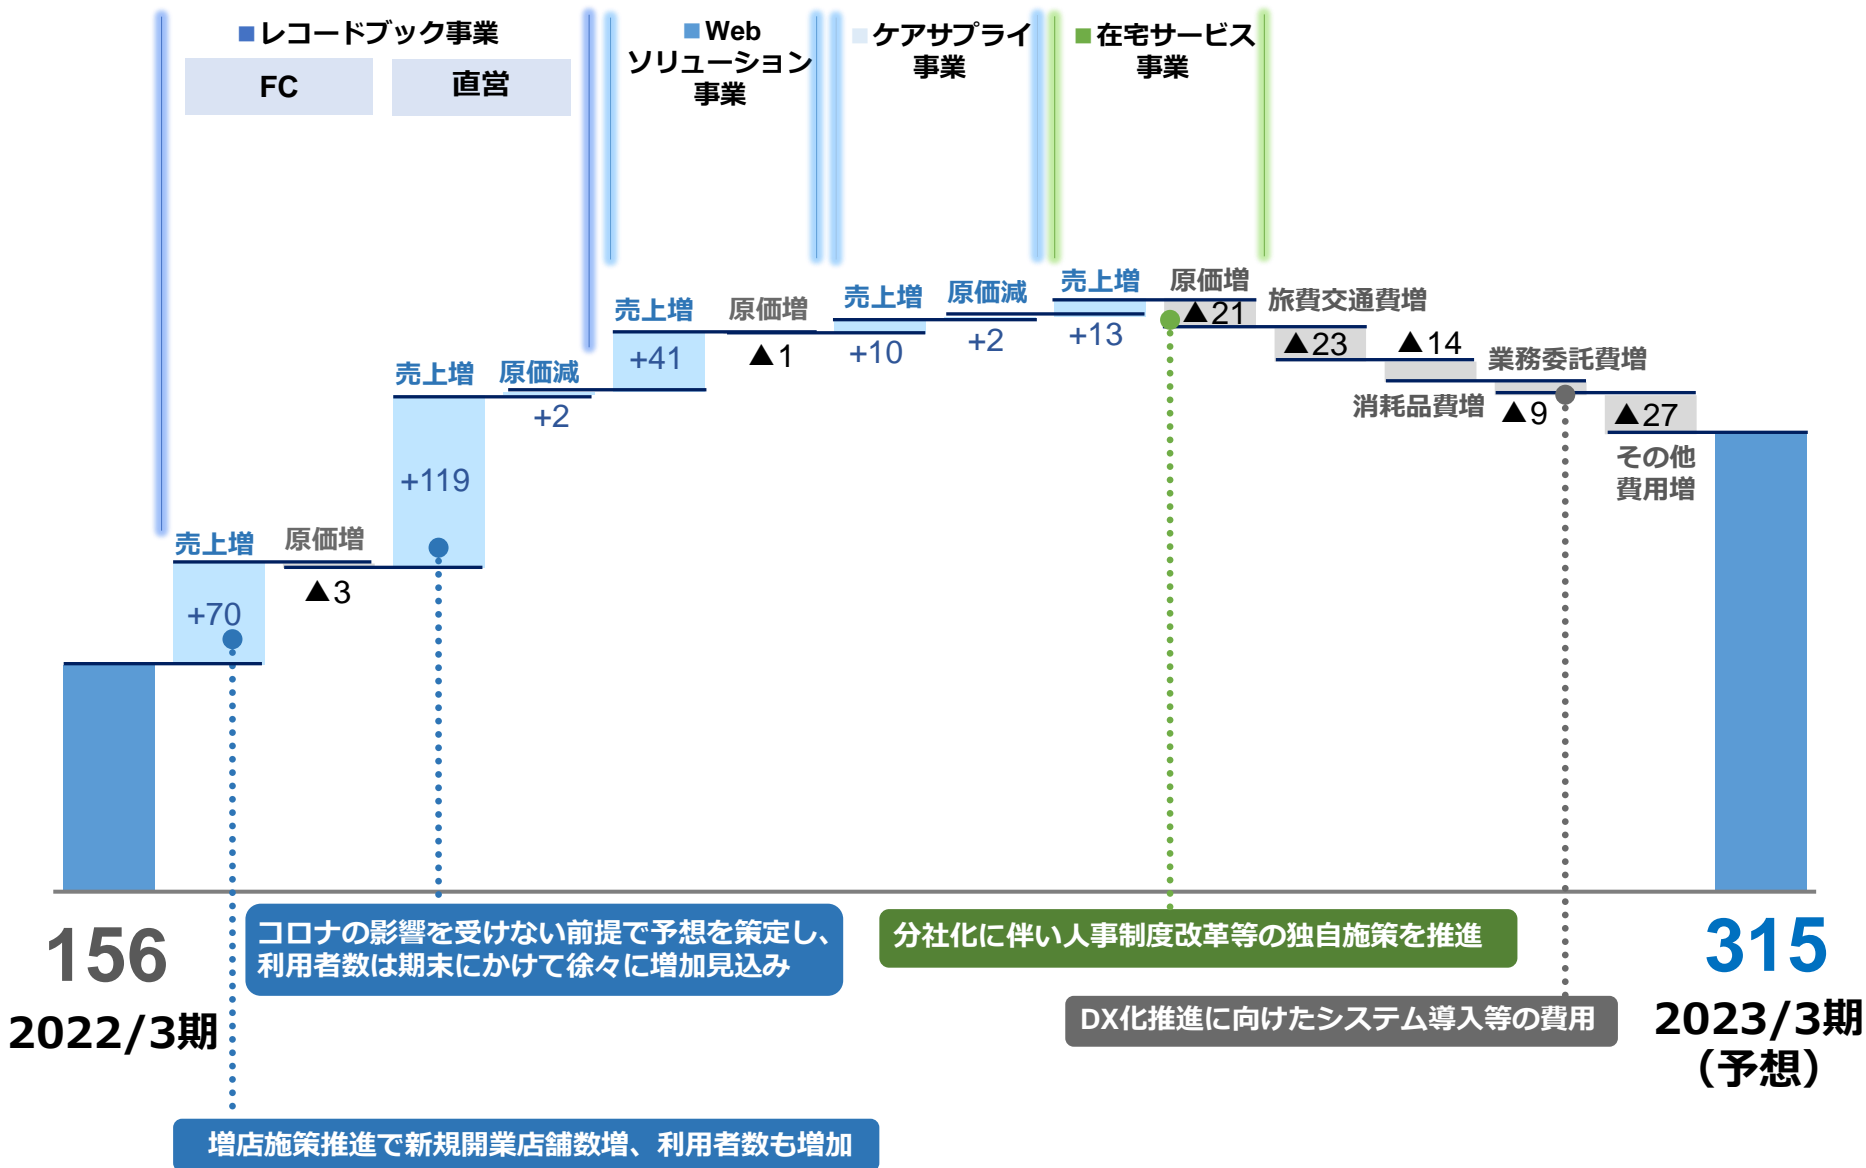 ■レコードブック事業
FC
直営
■Web
ソリューション
事業
■ケアサプライ
事業
■在宅サービス
事業
売上増
+70
原価増
▲3
売上増
+119
原価減
+2
売上増
+41
原価増
▲1
売上増
+10
原価減
+2
売上増
+13
原価増
▲21
旅費交通費増
▲23
▲14
消耗品費増
業務委託費増
▲9
▲27
その他
費用増
156
2022/3期
コロナの影響を受けない前提で予想を策定し、
利用者数は期末にかけて徐々に増加見込み
分社化に伴い人事制度改革等の独自施策を推進
DX化推進に向けたシステム導入等の費用
315
2023/3期
（予想）
増店施策推進で新規開業店舗数増、利用者数も増加